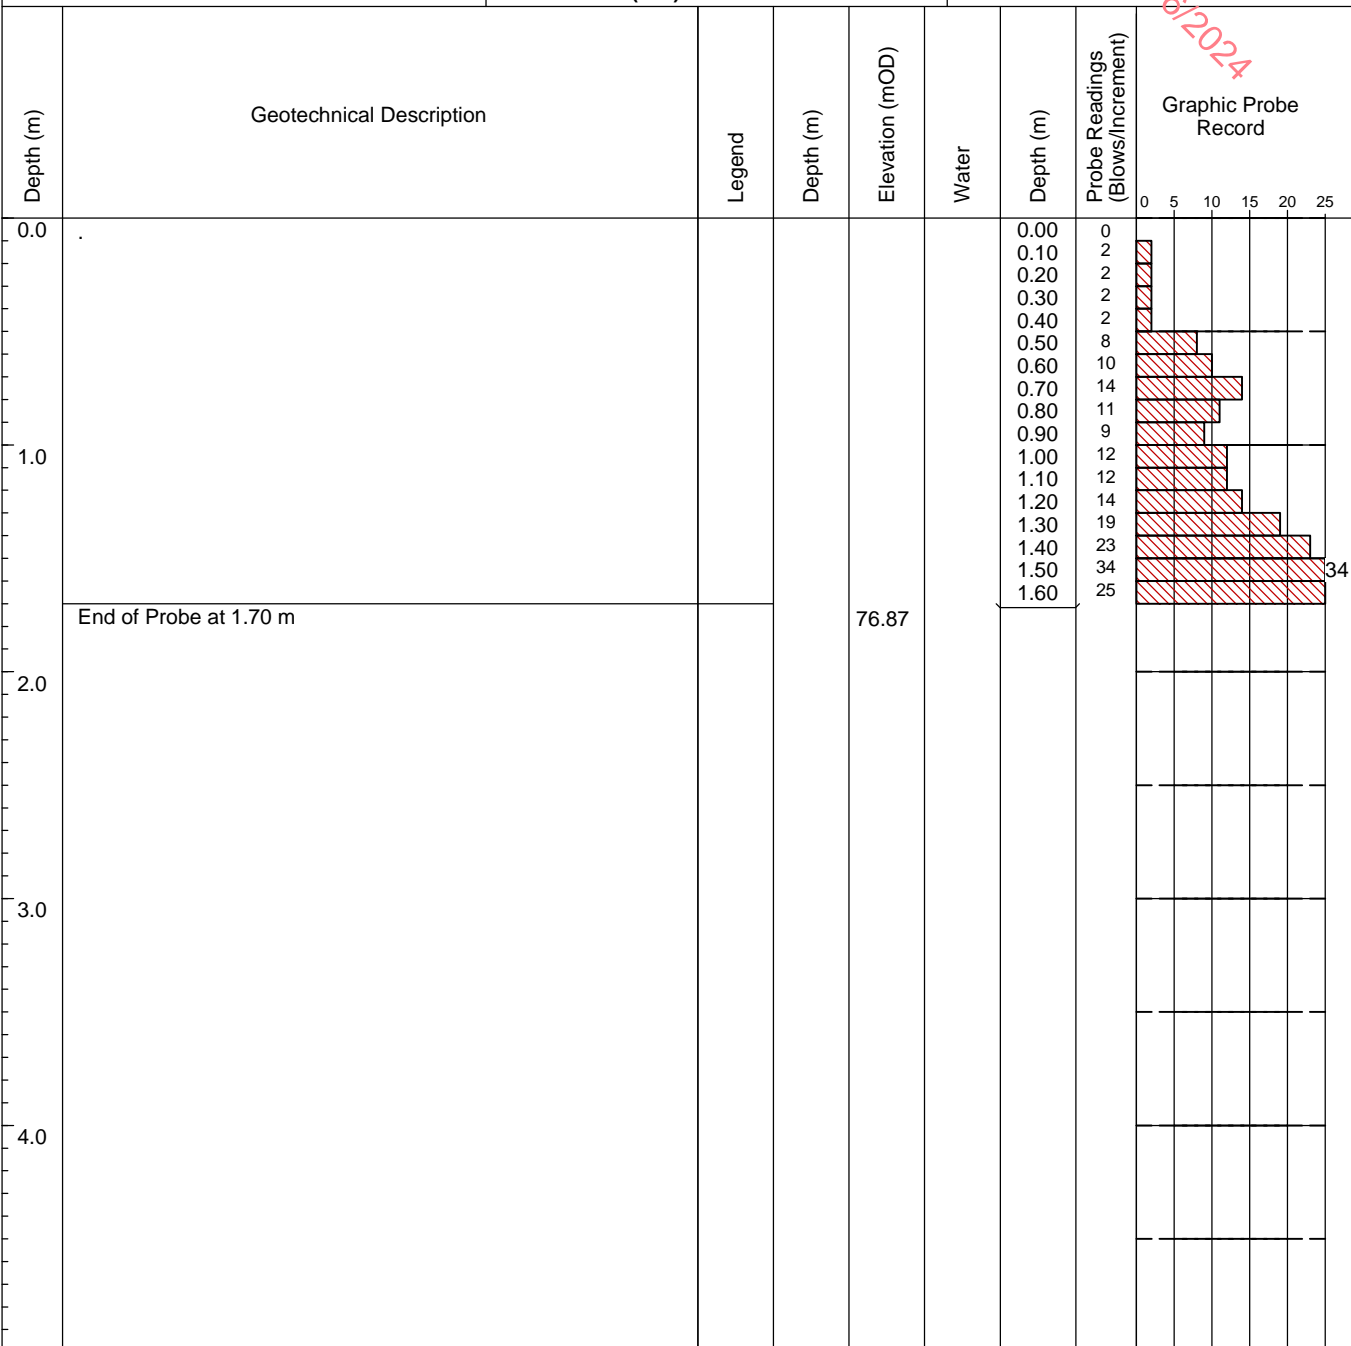 6/2024
Depth (m)
Geotechnical Description
Legend
Depth (m)
Elevation (mOD)
Water
Depth (m)
Probe Readings
(Blows/Increment)
Graphic Probe
Record
0 5 10 15 20 25
0.0 . 0.00 0
0.10 2
0.20 2
0.30 2
0.40 2
0.50 8
0.60 10
0.70 14
0.80 11
0.90 9
1.0 1.00 12
1.10 12
1.20 14
1.30 19
1.40 23
1.50 34 34
1.60 25
End of Probe at 1.70 m 76.87
2.0
3.0
4.0